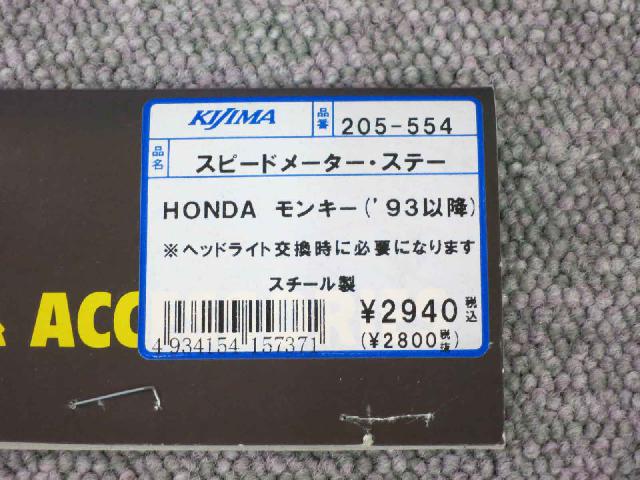 KIJIMA 品番 205-554
品名 スピードメーター・ステー
HONDA モンキー('93以降)
※ヘッドライト交換時に必要になります
スチール製
¥2940 税込
(¥2800 税抜)
4 934154 157371
& ACC